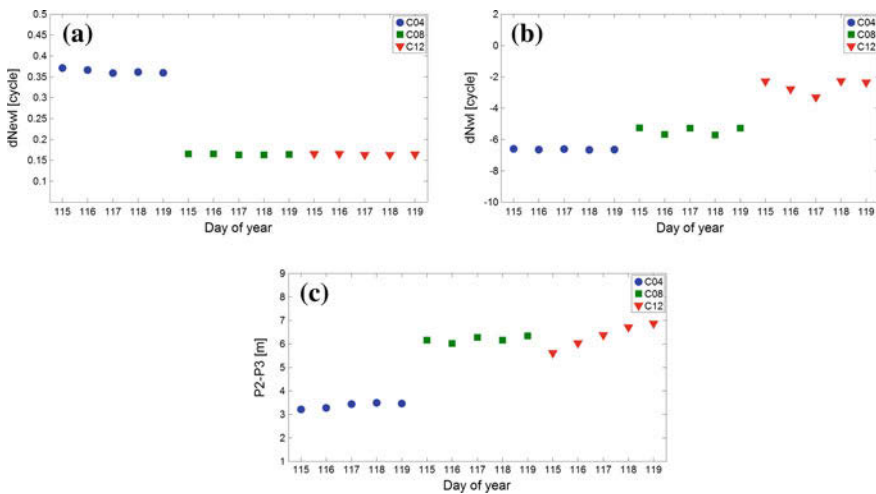 (a)
C04
C08
C12
dNewl [cycle]
0.5
0.45
0.4
0.35
0.3
0.25
0.2
0.15
0.1
115 116 117 118 119 115 116 117 118 119 115 116 117 118 119
Day of year
(b)
C04
C08
C12
dNwl [cycle]
2
0
-2
-4
-6
-8
-10
115 116 117 118 119 115 116 117 118 119 115 116 117 118 119
Day of year
(c)
C04
C08
C12
P2-P3 [m]
9
8
7
6
5
4
3
2
1
115 116 117 118 119 115 116 117 118 119 115 116 117 118 119
Day of year